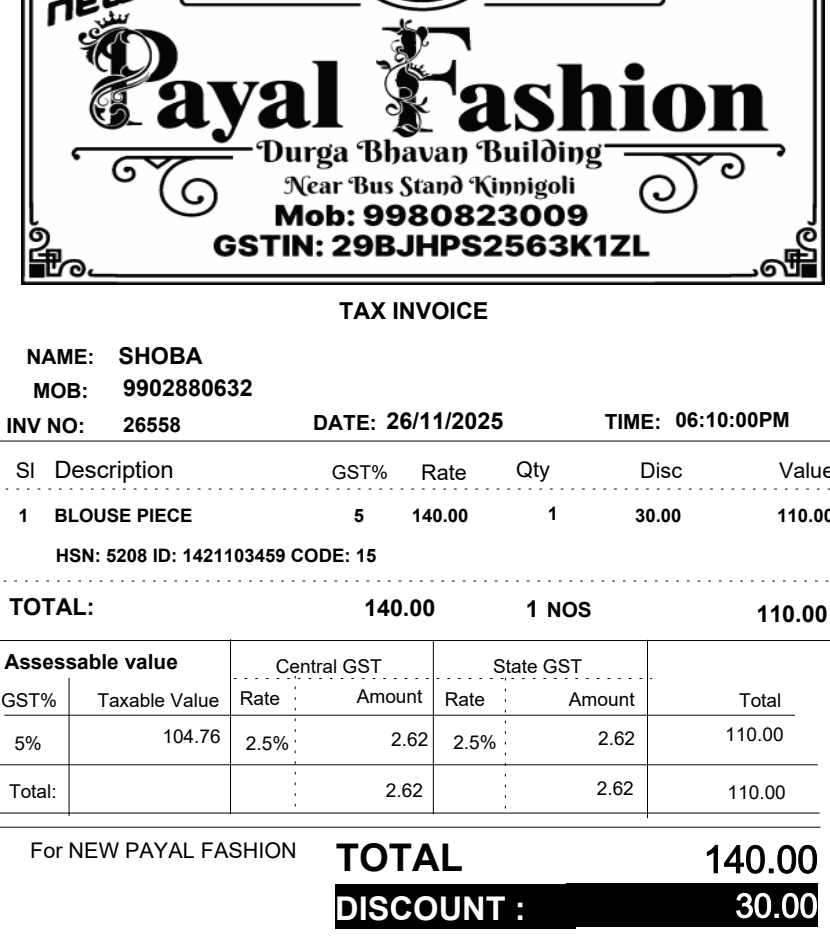 new
Payal Fashion
Durga Bhavan Building
Near Bus Stand Kinnigoli
Mob: 9980823009
GSTIN: 29BJHPS2563K1ZL
TAX INVOICE
NAME: SHOBA
MOB: 9902880632
INV NO: 26558 DATE: 26/11/2025 TIME: 06:10:00PM
Sl Description GST% Rate Qty Disc Value
1 BLOUSE PIECE 5 140.00 1 30.00 110.00
HSN: 5208 ID: 1421103459 CODE: 15
TOTAL: 140.00 1 NOS 110.00
Assessable value Central GST State GST
GST% Taxable Value Rate Amount Rate Amount Total
5% 104.76 2.5% 2.62 2.5% 2.62 110.00
Total: 2.62 2.62 110.00
For NEW PAYAL FASHION TOTAL 140.00
DISCOUNT : 30.00